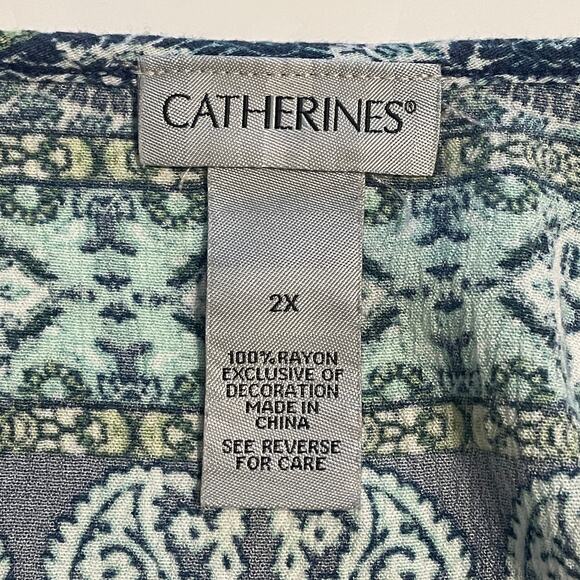 CATHERINES®
2X
100% RAYON
EXCLUSIVE OF
DECORATION
MADE IN
CHINA
SEE REVERSE
FOR CARE